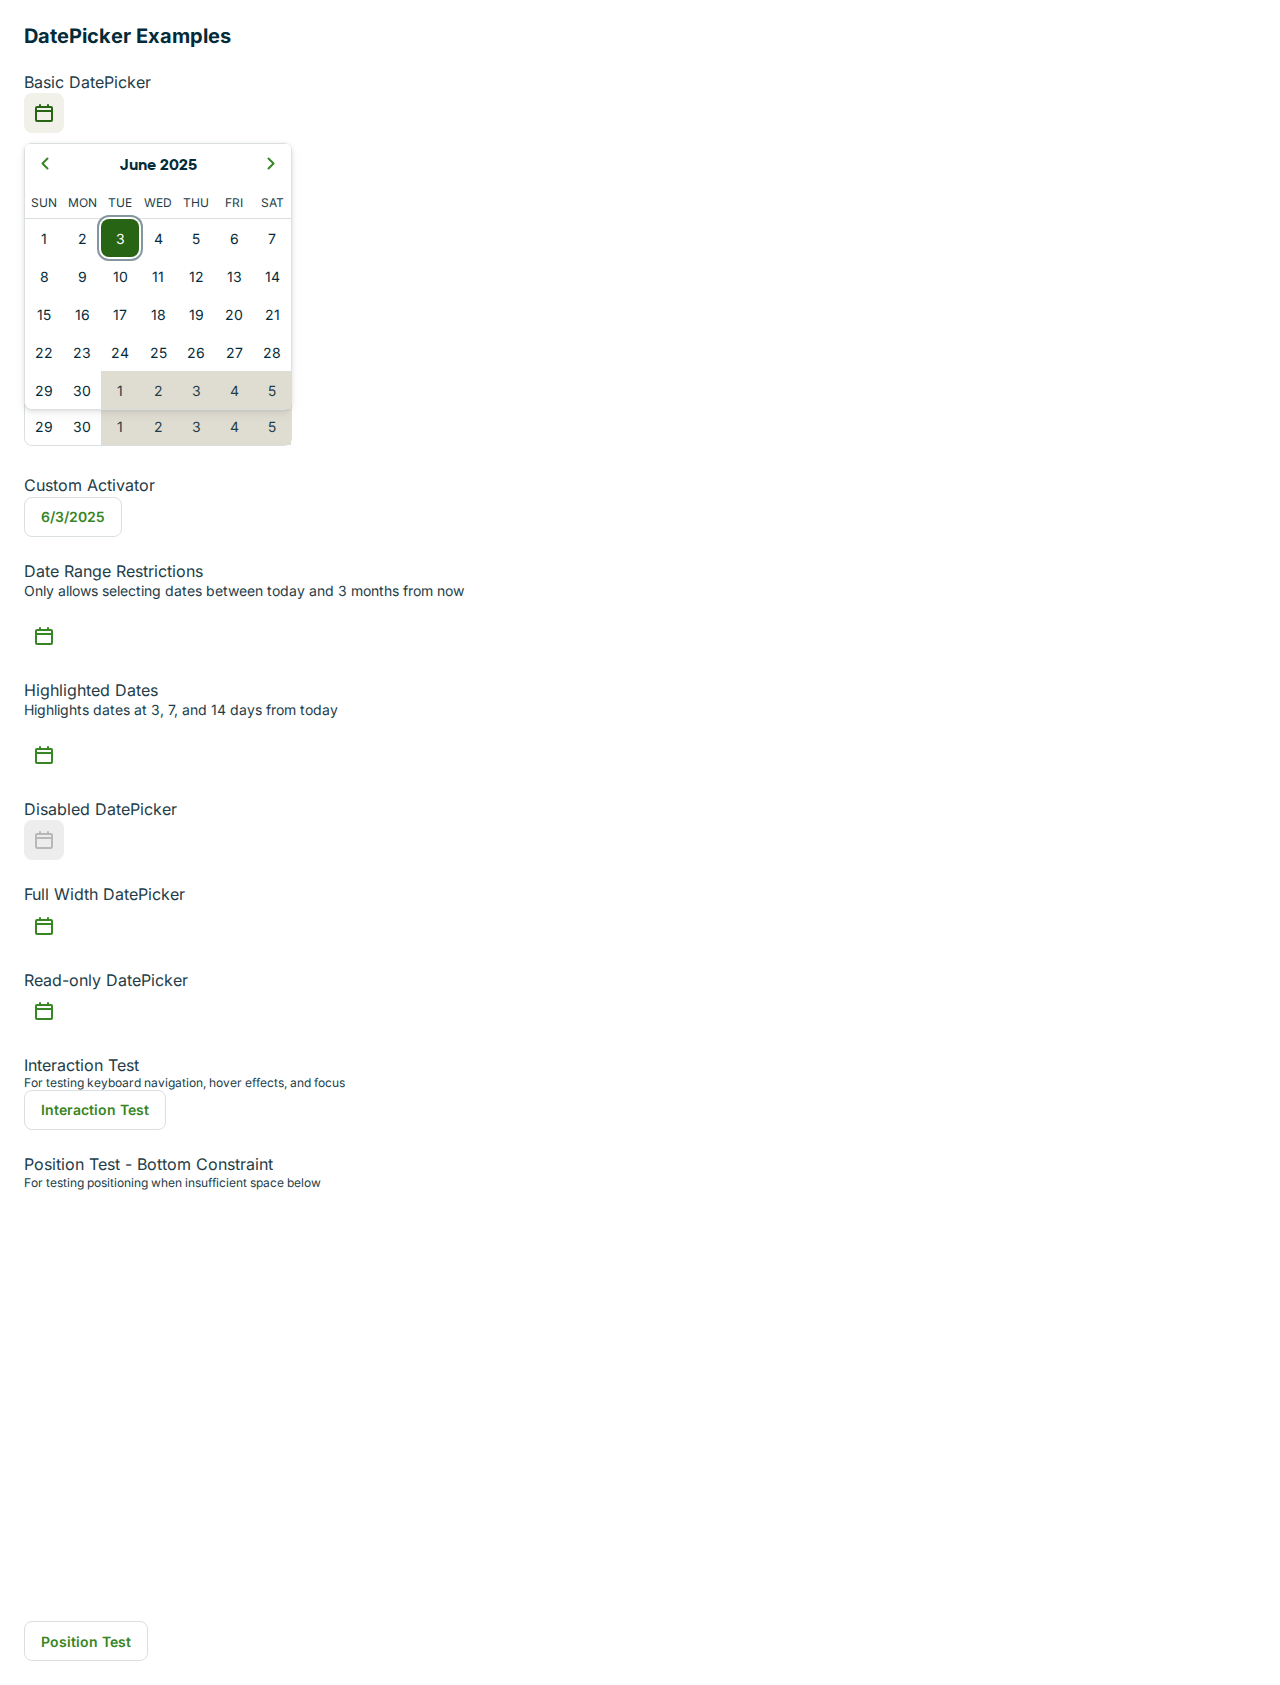 DatePicker Examples
Basic DatePicker
June 2025
SUN MON TUE WED THU FRI SAT
1 2 3 4 5 6 7
8 9 10 11 12 13 14
15 16 17 18 19 20 21
22 23 24 25 26 27 28
29 30 1 2 3 4 5
29 30 1 2 3 4 5
Custom Activator
6/3/2025
Date Range Restrictions
Only allows selecting dates between today and 3 months from now
Highlighted Dates
Highlights dates at 3, 7, and 14 days from today
Disabled DatePicker
Full Width DatePicker
Read-only DatePicker
Interaction Test
For testing keyboard navigation, hover effects, and focus
Interaction Test
Position Test - Bottom Constraint
For testing positioning when insufficient space below
Position Test